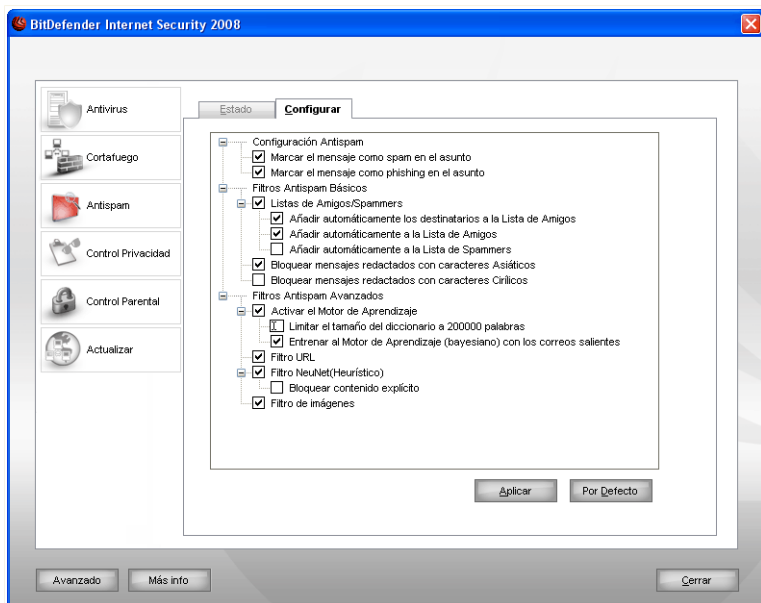 BitDefender Internet Security 2008
Antivirus
Cortafuego
Antispam
Control Privacidad
Control Parental
Actualizar
Estado
Configurar
Configuración Antispam
Marcar el mensaje como spam en el asunto
Marcar el mensaje como phishing en el asunto
Filtros Antispam Básicos
Listas de Amigos/Spammers
Añadir automáticamente los destinatarios a la Lista de Amigos
Añadir automáticamente a la Lista de Amigos
Añadir automáticamente a la Lista de Spammers
Bloquear mensajes redactados con caracteres Asiáticos
Bloquear mensajes redactados con caracteres Cirílicos
Filtros Antispam Avanzados
Activar el Motor de Aprendizaje
Limitar el tamaño del diccionario a 200000 palabras
Entrenar al Motor de Aprendizaje (bayesiano) con los correos salientes
Filtro URL
Filtro NeuNet(Heurístico)
Bloquear contenido explícito
Filtro de imágenes
Aplicar
Por Defecto
Avanzado
Más info
Cerrar